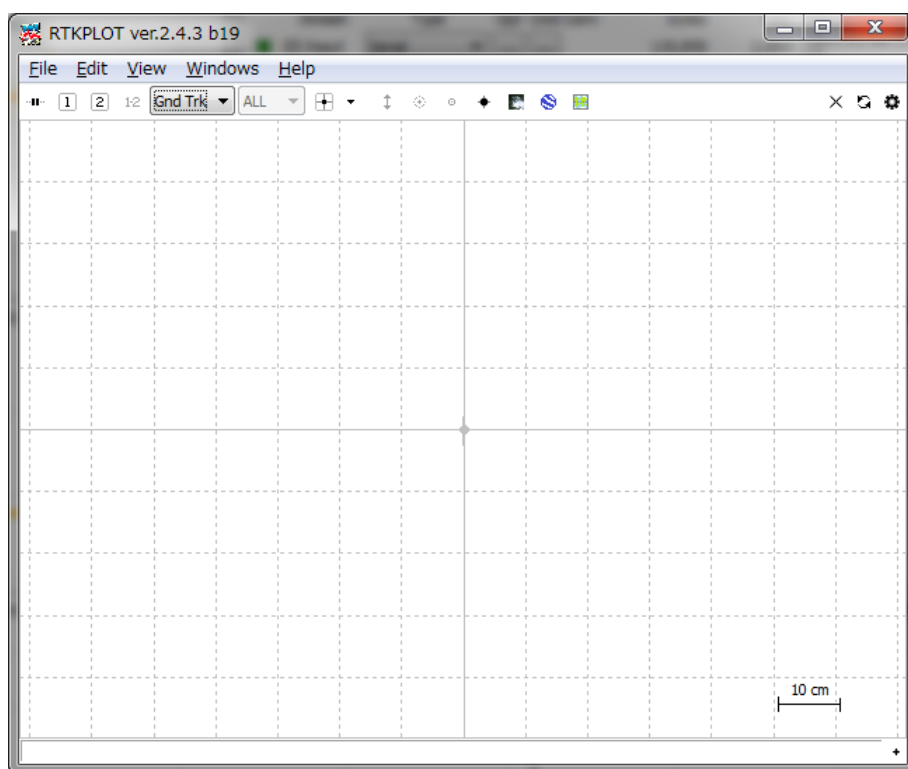 RTKPLOT ver.2.4.3 b19
File Edit View Windows Help
1 2 1-2 Gnd Trk ALL
10 cm